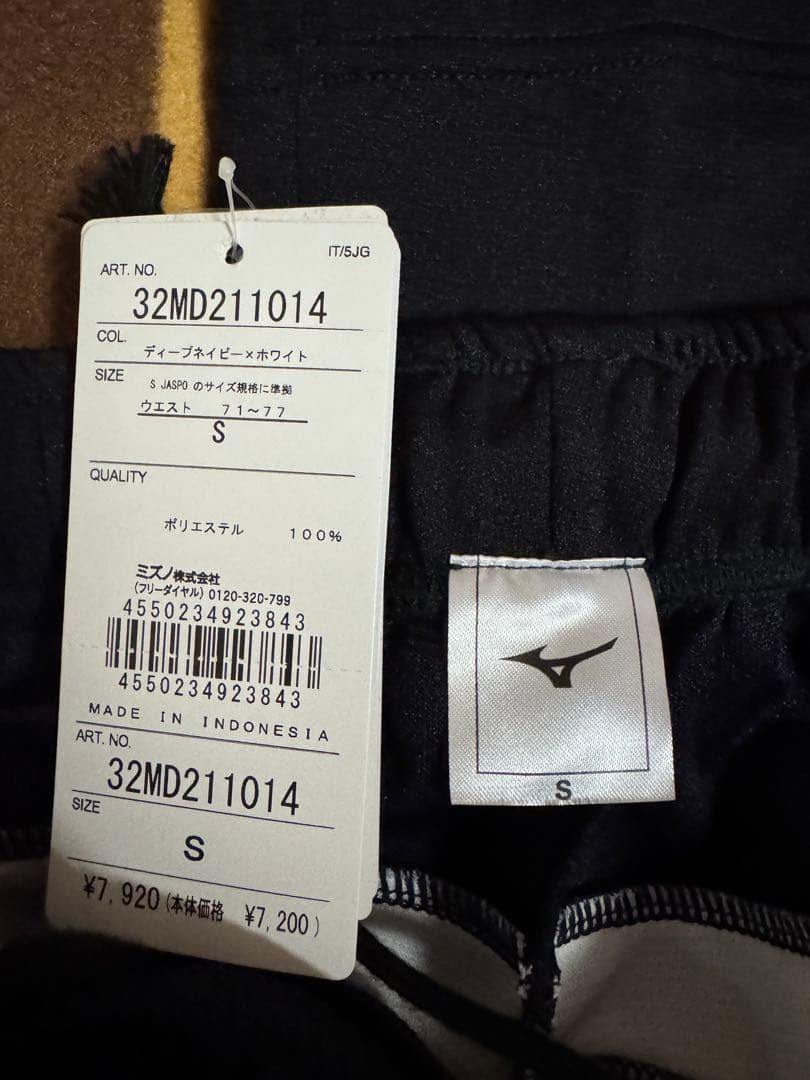 IT/5JG
ART. NO.
32MD211014
COL.
ディープネイビー×ホワイト
SIZE
S JASPO のサイズ規格に準拠
ウエスト 71~77
S
QUALITY
ポリエステル 100%
ミズノ株式会社
(フリーダイヤル) 0120-320-799
4550234923843
4550234923843
MADE IN INDONESIA
ART. NO.
32MD211014
SIZE
S
¥7,920 (本体価格 ¥7,200)
S